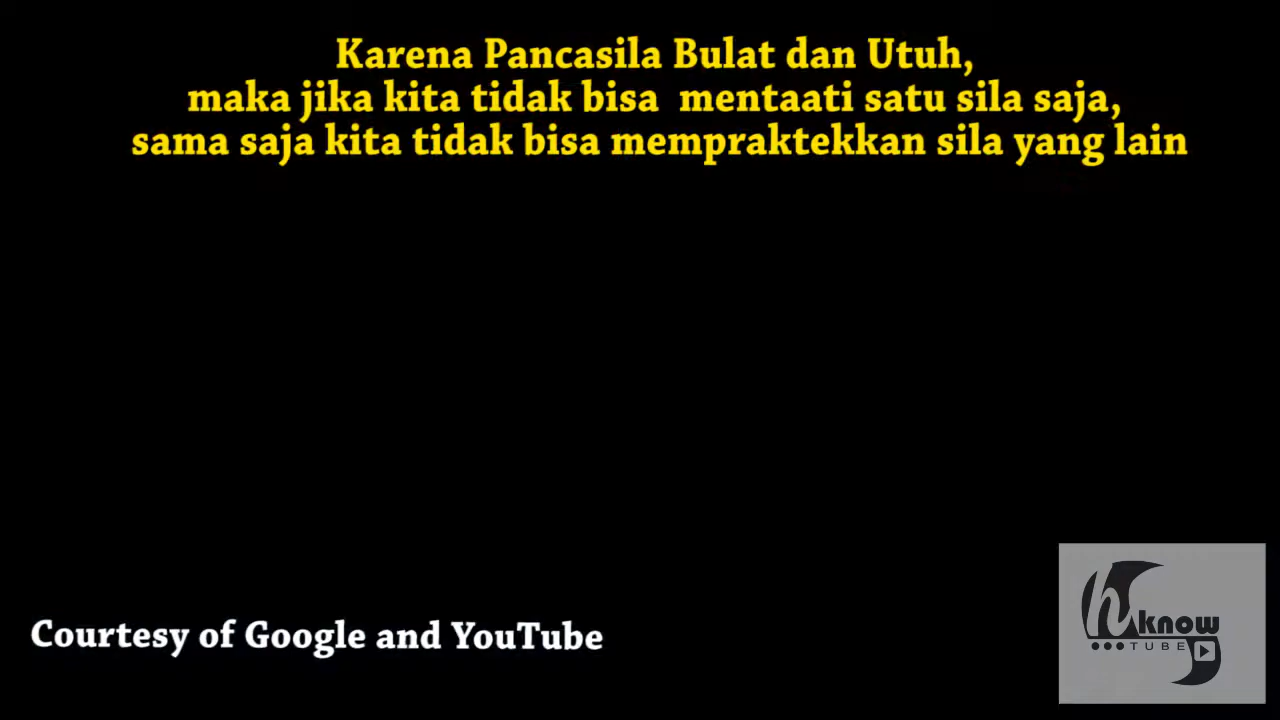 Karena Pancasila Bulat dan Utuh,
maka jika kita tidak bisa  mentaati satu sila saja,
sama saja kita tidak bisa mempraktekkan sila yang lain
Courtesy of Google and YouTube
know
TUBE